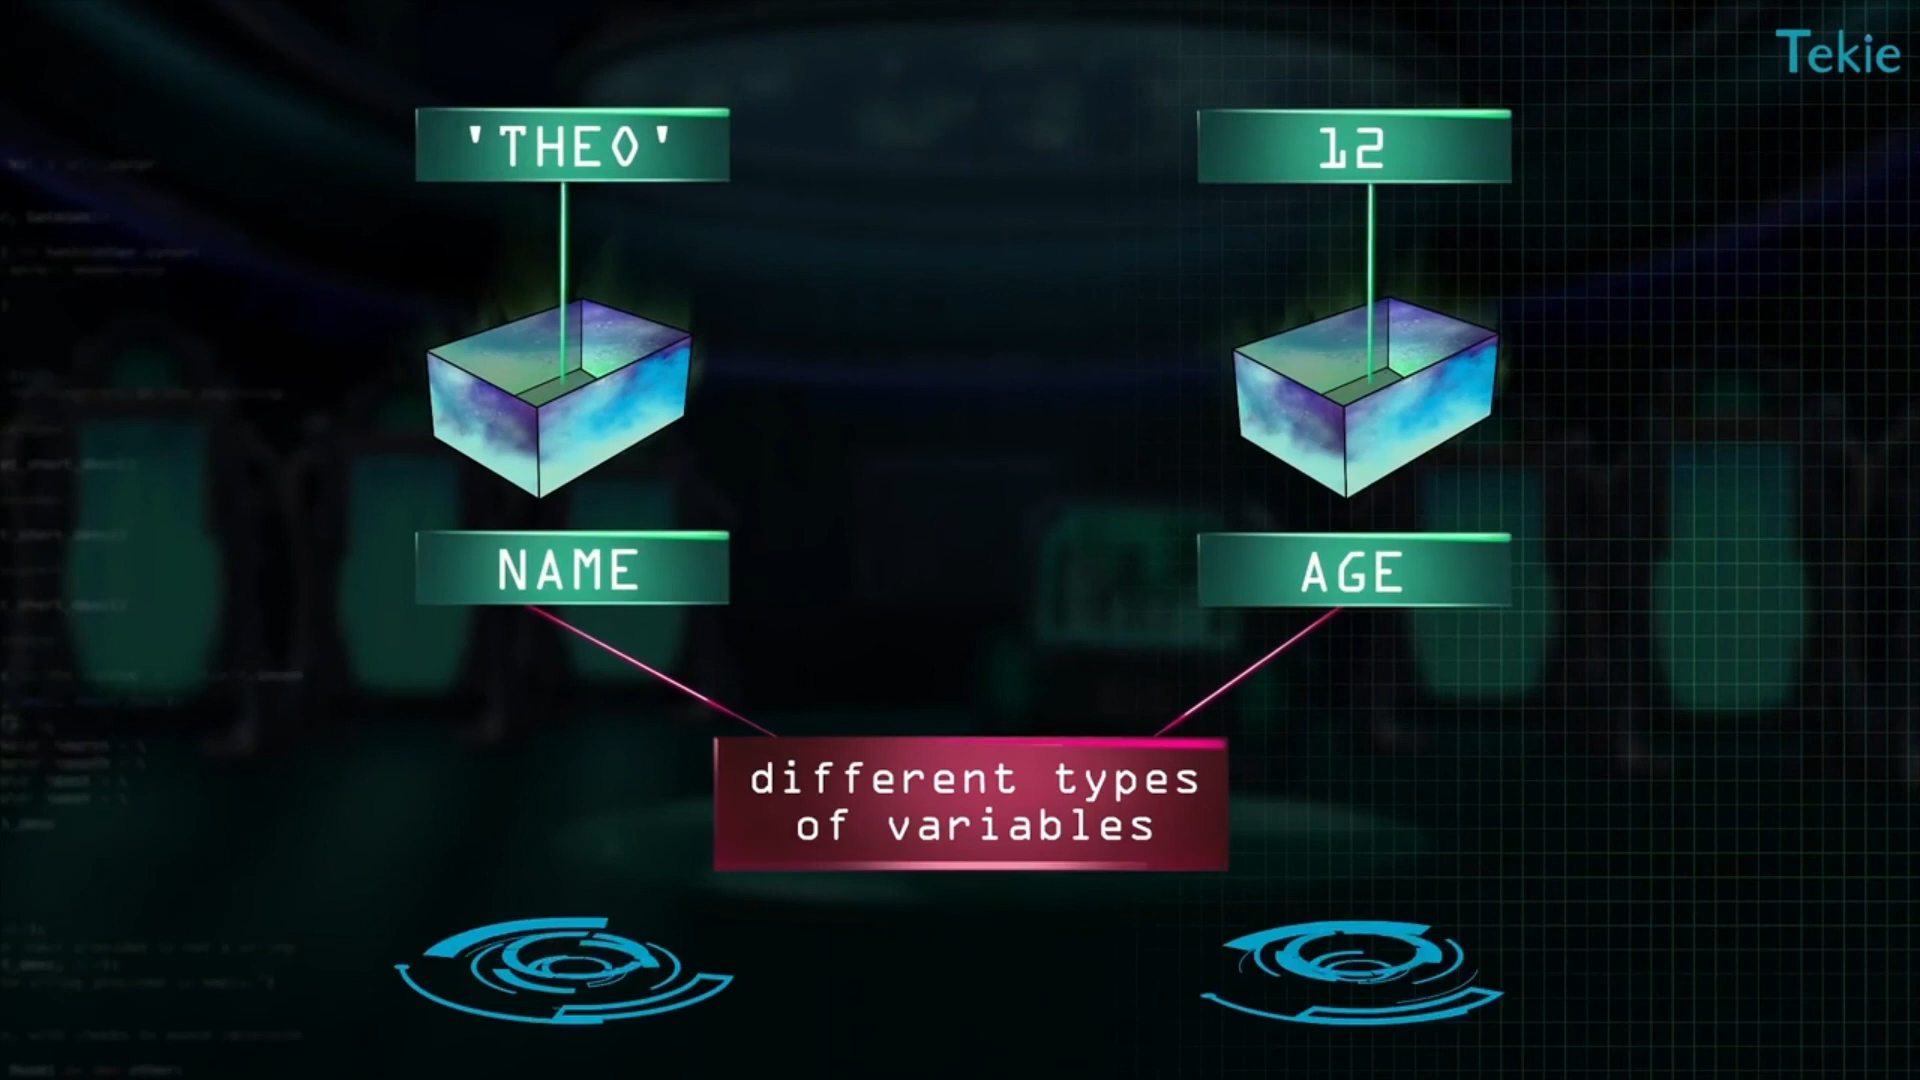 Tekie
'THEO'
12
NAME
AGE
different types
of variables